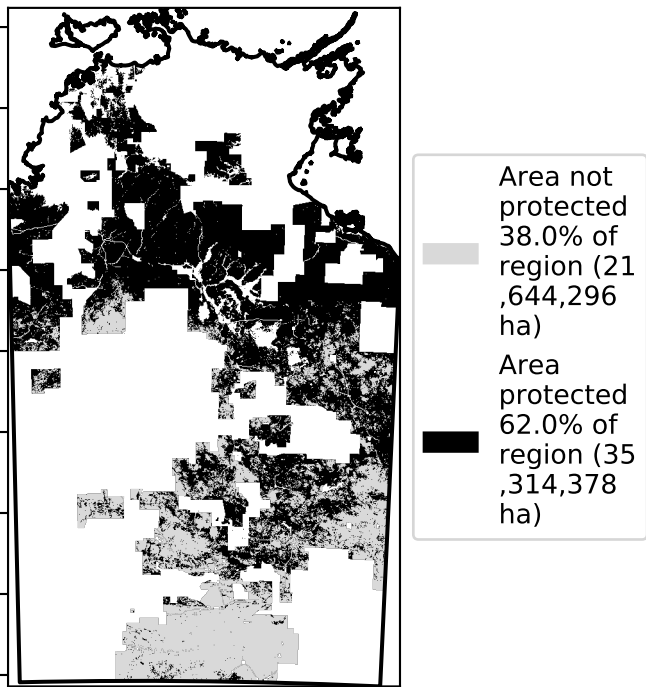 Area not
protected
38.0% of
region (21
,644,296
ha)
Area
protected
62.0% of
region (35
,314,378
ha)